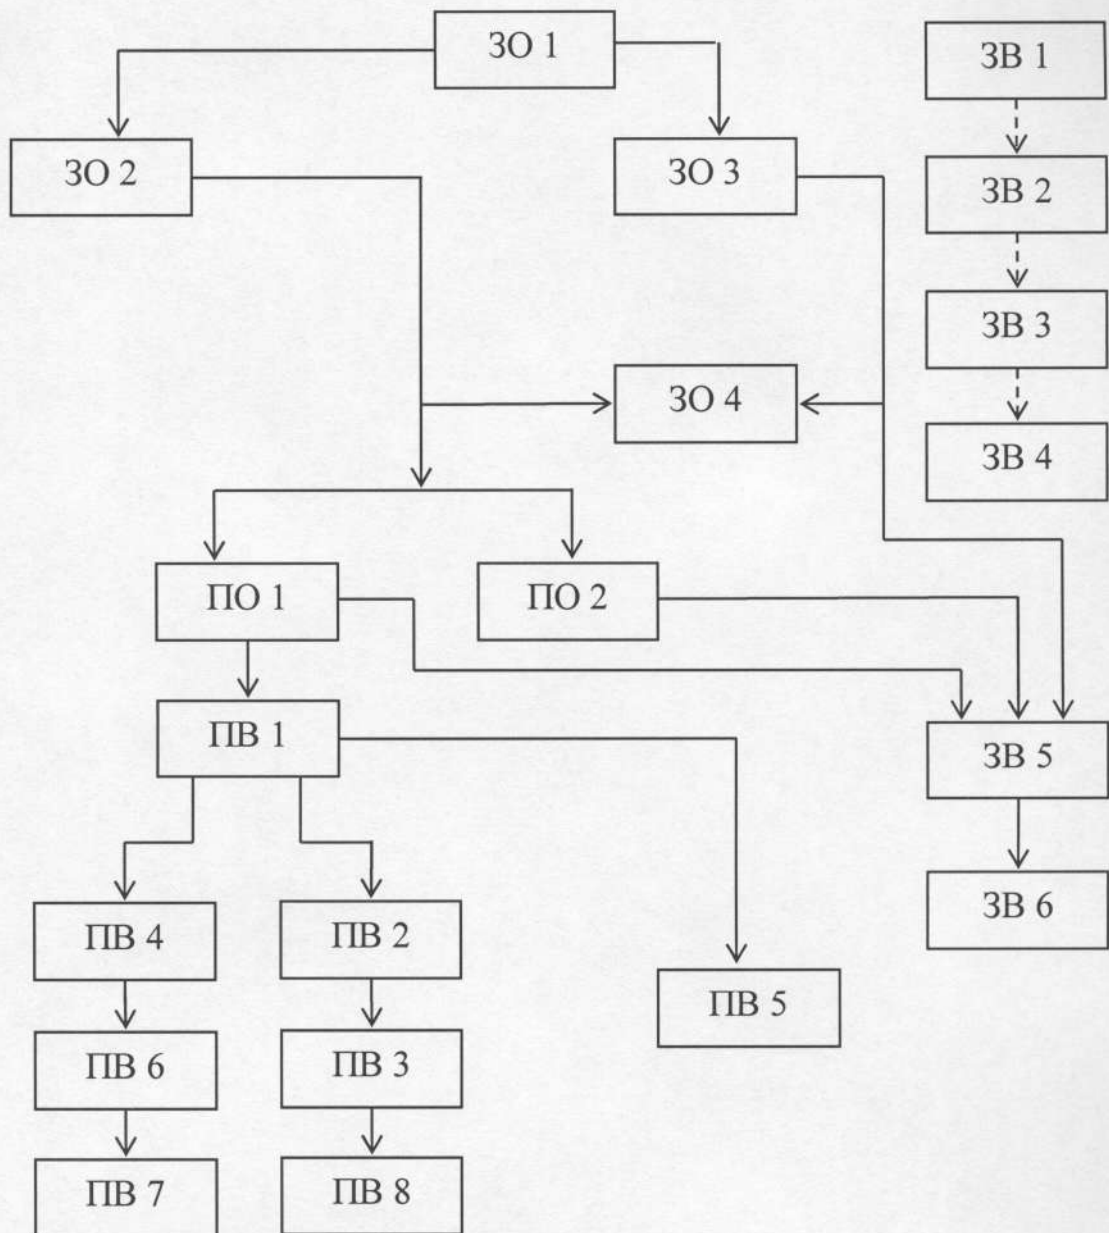 ЗО 1
ЗВ 1
ЗО 2
ЗО 3
ЗВ 2
ЗВ 3
ЗО 4
ЗВ 4
ПО 1
ПО 2
ПВ 1
ЗВ 5
ПВ 4
ПВ 2
ЗВ 6
ПВ 5
ПВ 6
ПВ 3
ПВ 7
ПВ 8